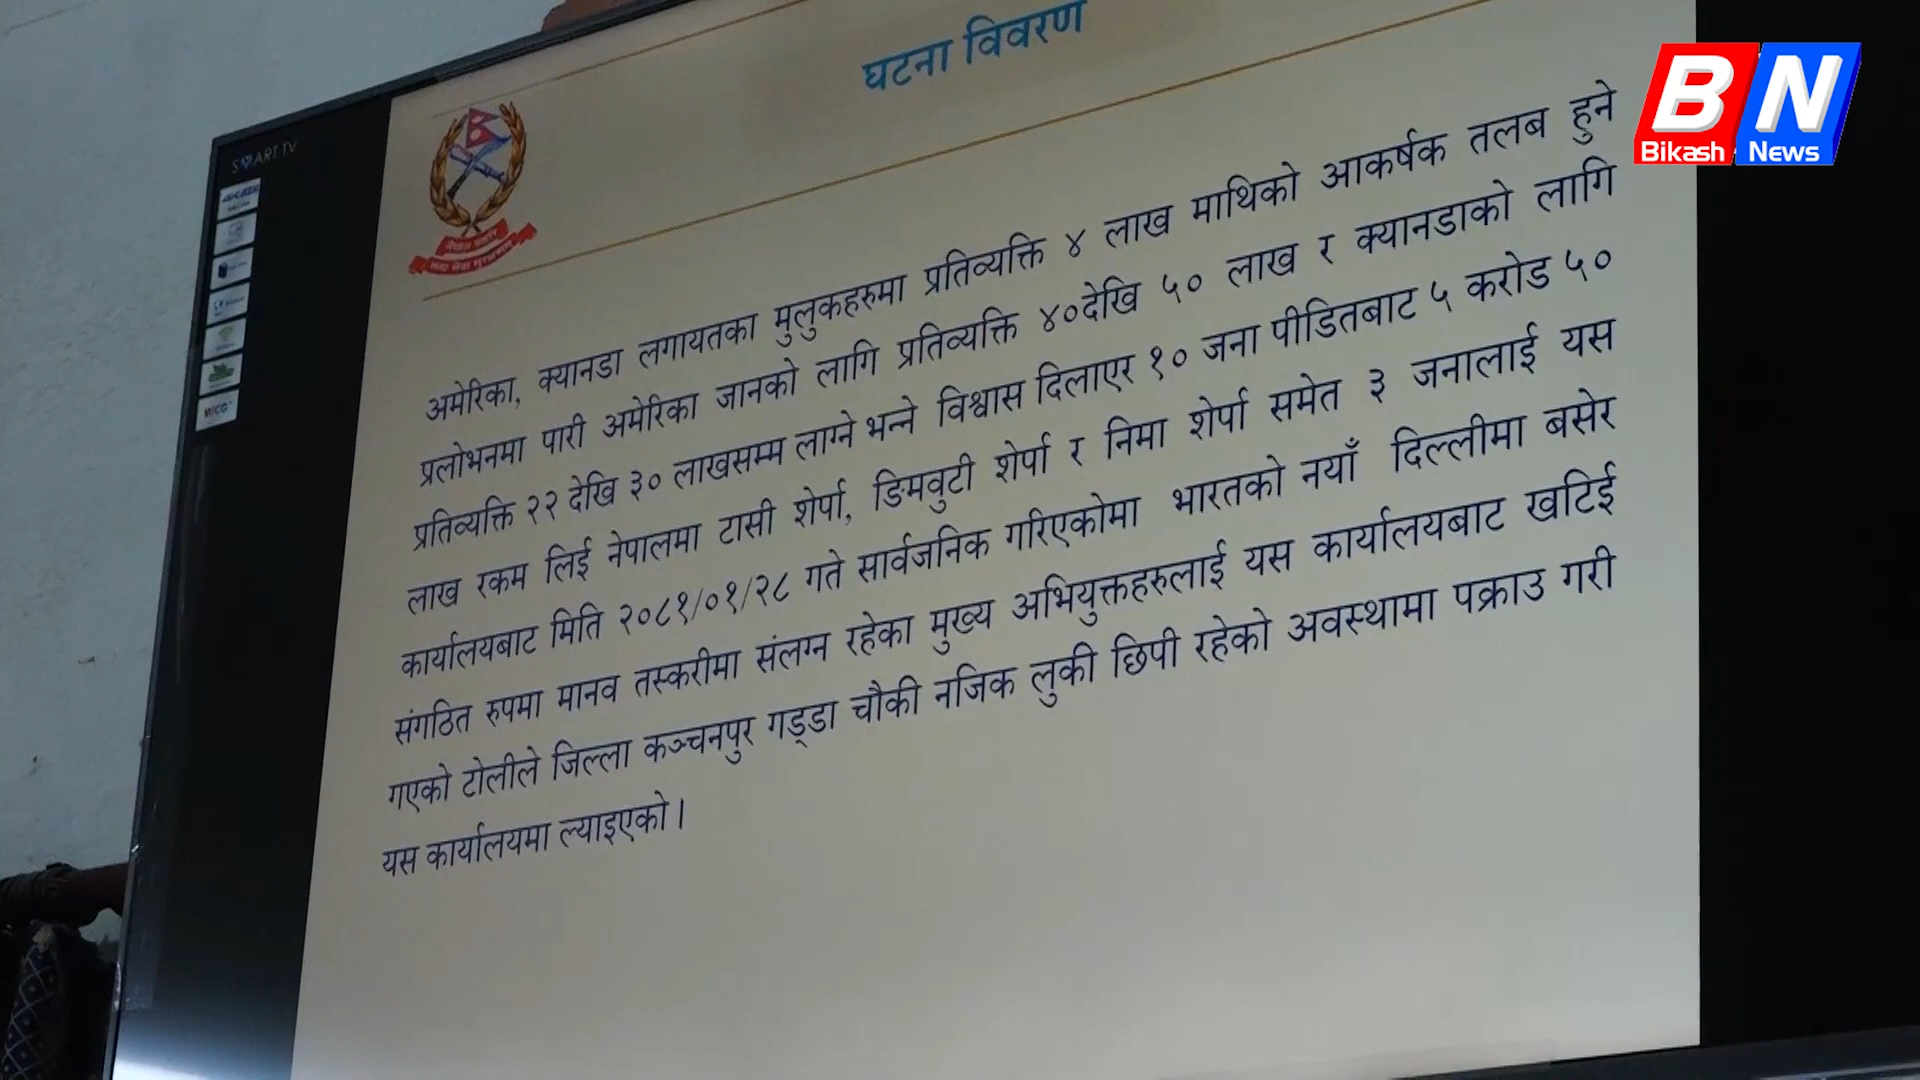 घटना विवरण
BN
Bikash News
SMART TV
अमेरिका, क्यानडा लगायतका मुलुकहरुमा प्रतिव्यक्ति ४ लाख माथिको आकर्षक तलब हुने
प्रलोभनमा पारी अमेरिका जानको लागि प्रतिव्यक्ति ४०देखि ५० लाख र क्यानडाको लागि
प्रतिव्यक्ति २२ देखि ३० लाखसम्म लाग्ने भन्ने विश्वास दिलाएर १० जना पीडितबाट ५ करोड ५०
लाख रकम लिई नेपालमा टासी शेर्पा, ङिमवुटी शेर्पा र निमा शेर्पा समेत ३ जनालाई यस
कार्यालयबाट मिति २०८१/०१/२८ गते सार्वजनिक गरिएकोमा भारतको नयाँ दिल्लीमा बसेर
संगठित रुपमा मानव तस्करीमा संलग्न रहेका मुख्य अभियुक्तहरुलाई यस कार्यालयबाट खटिई
गएको टोलीले जिल्ला कञ्चनपुर गड्डा चौकी नजिक लुकी छिपी रहेको अवस्थामा पक्राउ गरी
यस कार्यालयमा ल्याइएको ।